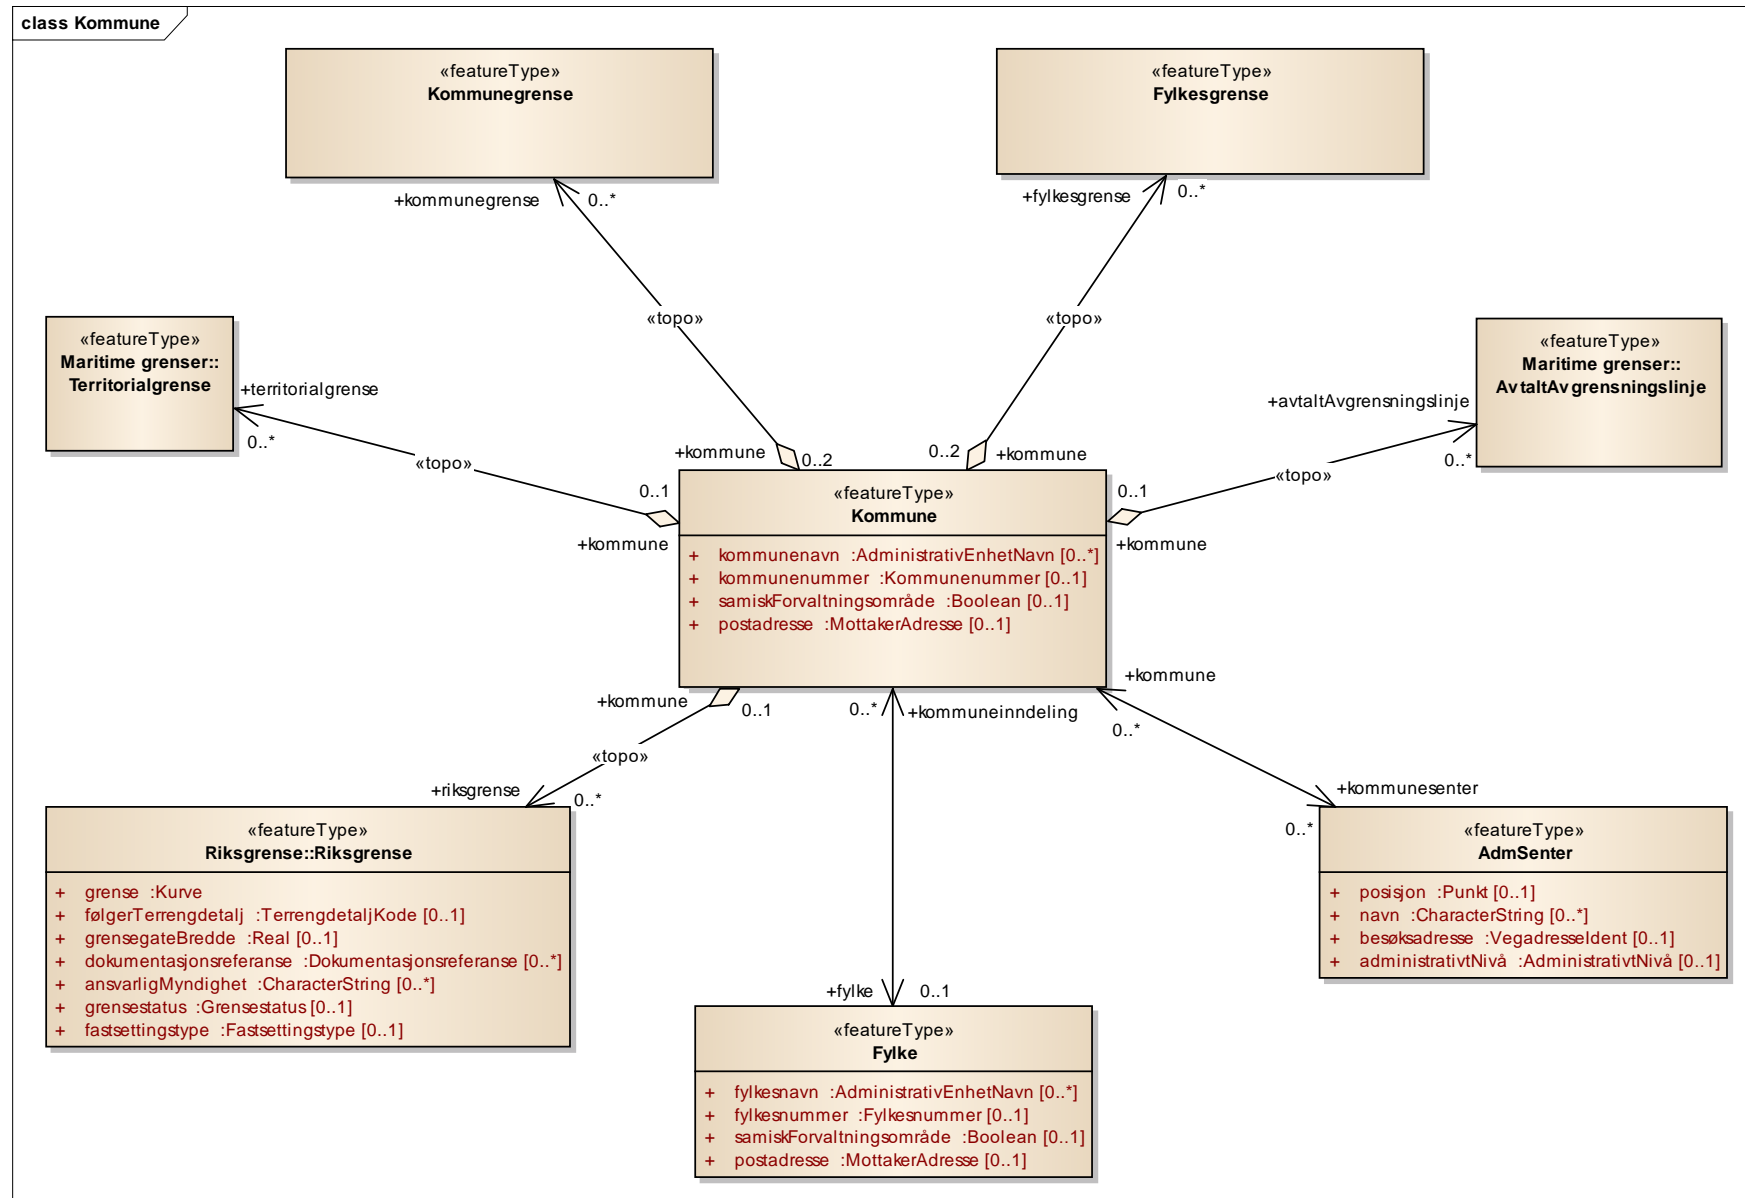 class Kommune
«featureType»
Kommunegrense
«featureType»
Fylkesgrense
+kommunegrense
0..*
+fylkesgrense
0..*
«topo»
«topo»
«featureType»
Maritime grenser::
Territorialgrense
+territorialgrense
0..*
«topo»
«featureType»
Maritime grenser::
AvtaltAvgrensningslinje
+avtaltAvgrensningslinje
0..*
«topo»
+kommune
0..2
0..2
+kommune
0..1
+kommune
0..1
+kommune
«featureType»
Kommune
+ kommunenavn :AdministrativEnhetNavn [0..*]
+ kommunenummer :Kommunenummer [0..1]
+ samiskForvaltningsområde :Boolean [0..1]
+ postadresse :MottakerAdresse [0..1]
+kommune
0..1
0..*
+kommuneinndeling
+kommune
0..*
«topo»
+riksgrense
0..*
+kommunesenter
0..*
«featureType»
Riksgrense::Riksgrense
+ grense :Kurve
+ følgerTerrengdetalj :TerrengdetaljKode [0..1]
+ grensegateBredde :Real [0..1]
+ dokumentasjonsreferanse :Dokumentasjonsreferanse [0..*]
+ ansvarligMyndighet :CharacterString [0..*]
+ grensestatus :Grensestatus [0..1]
+ fastsettingstype :Fastsettingstype [0..1]
«featureType»
AdmSenter
+ posisjon :Punkt [0..1]
+ navn :CharacterString [0..*]
+ besøksadresse :VegadresseIdent [0..1]
+ administrativtNivå :AdministrativtNivå [0..1]
+fylke
0..1
«featureType»
Fylke
+ fylkesnavn :AdministrativEnhetNavn [0..*]
+ fylkesnummer :Fylkesnummer [0..1]
+ samiskForvaltningsområde :Boolean [0..1]
+ postadresse :MottakerAdresse [0..1]